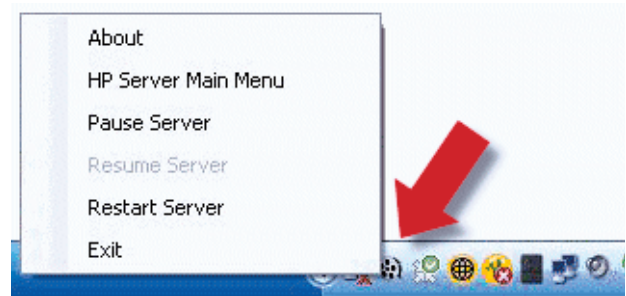 About
HP Server Main Menu
Pause Server
Resume Server
Restart Server
Exit